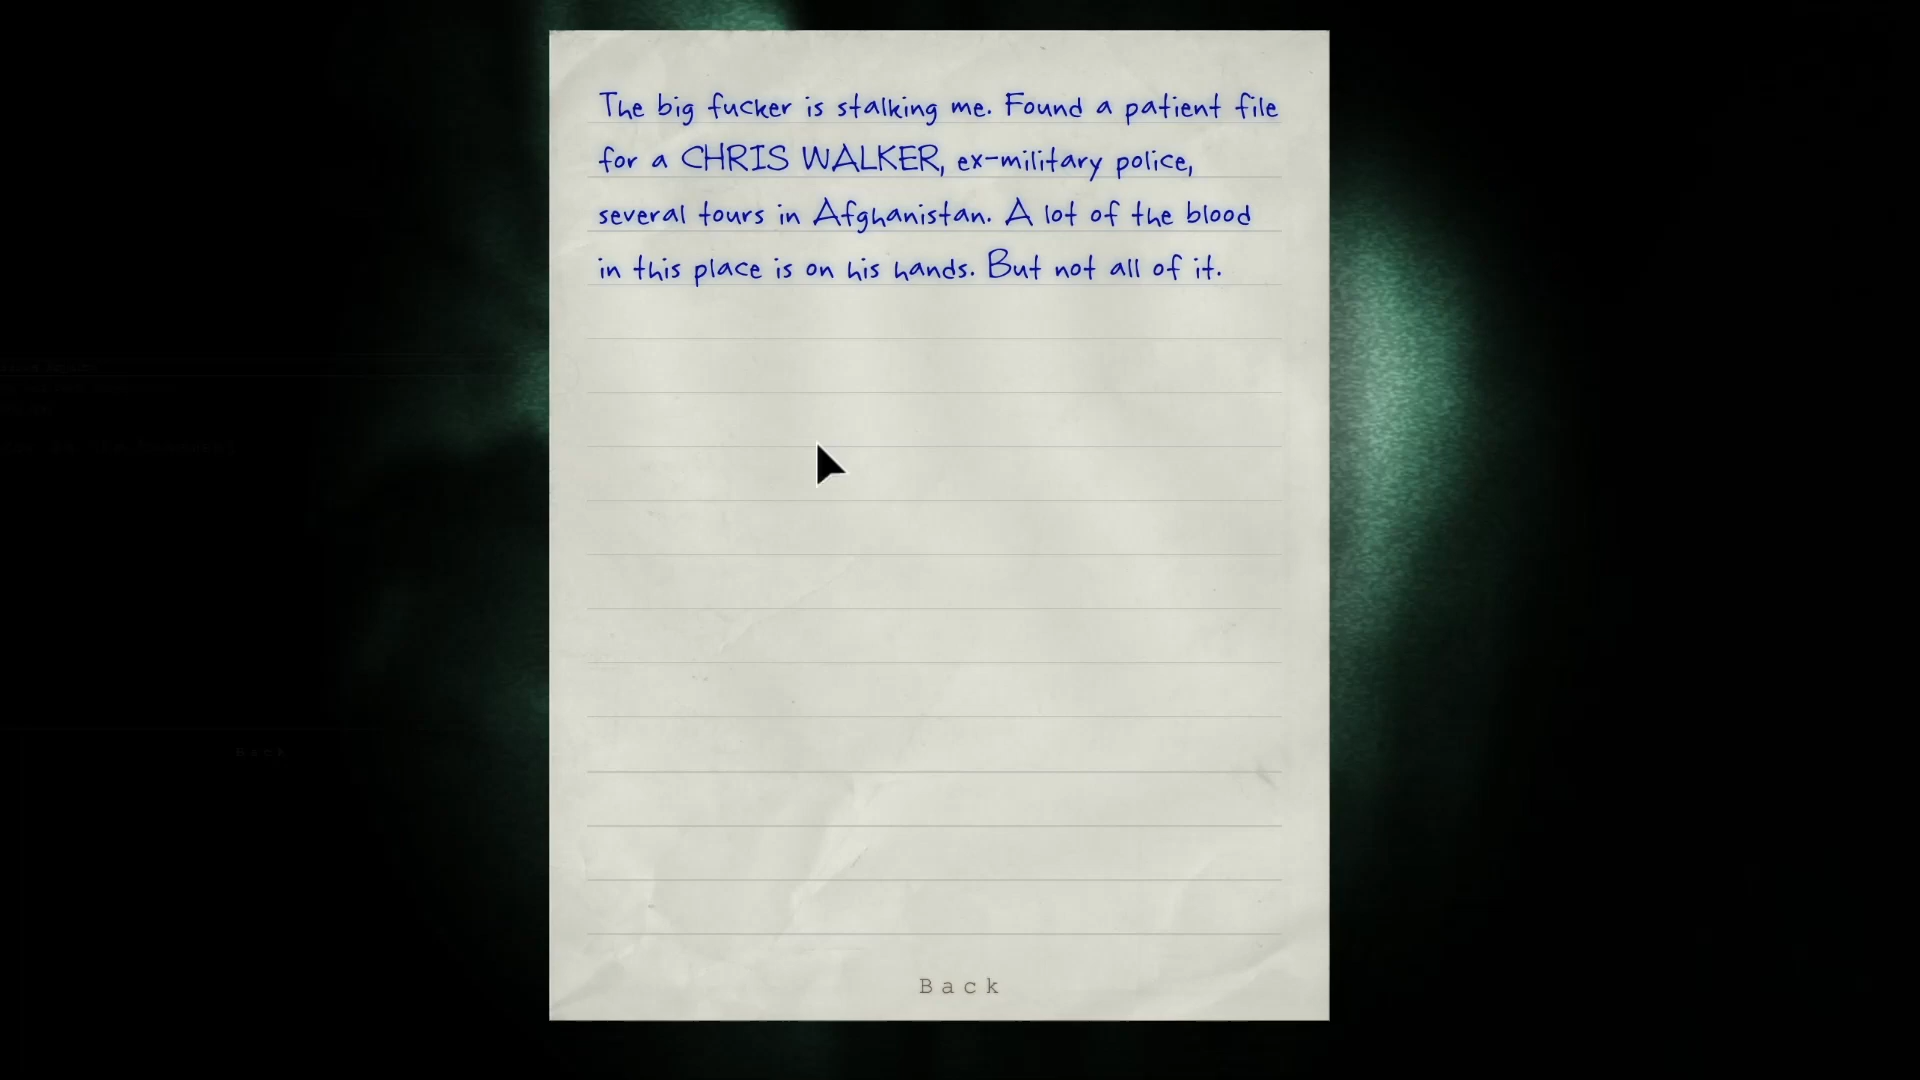 The big fucker is stalking me. Found a patient file
for a CHRIS WALKER, ex-military police,
several tours in Afghanistan. A lot of the blood
in this place is on his hands. But not all of it.
Back
Back